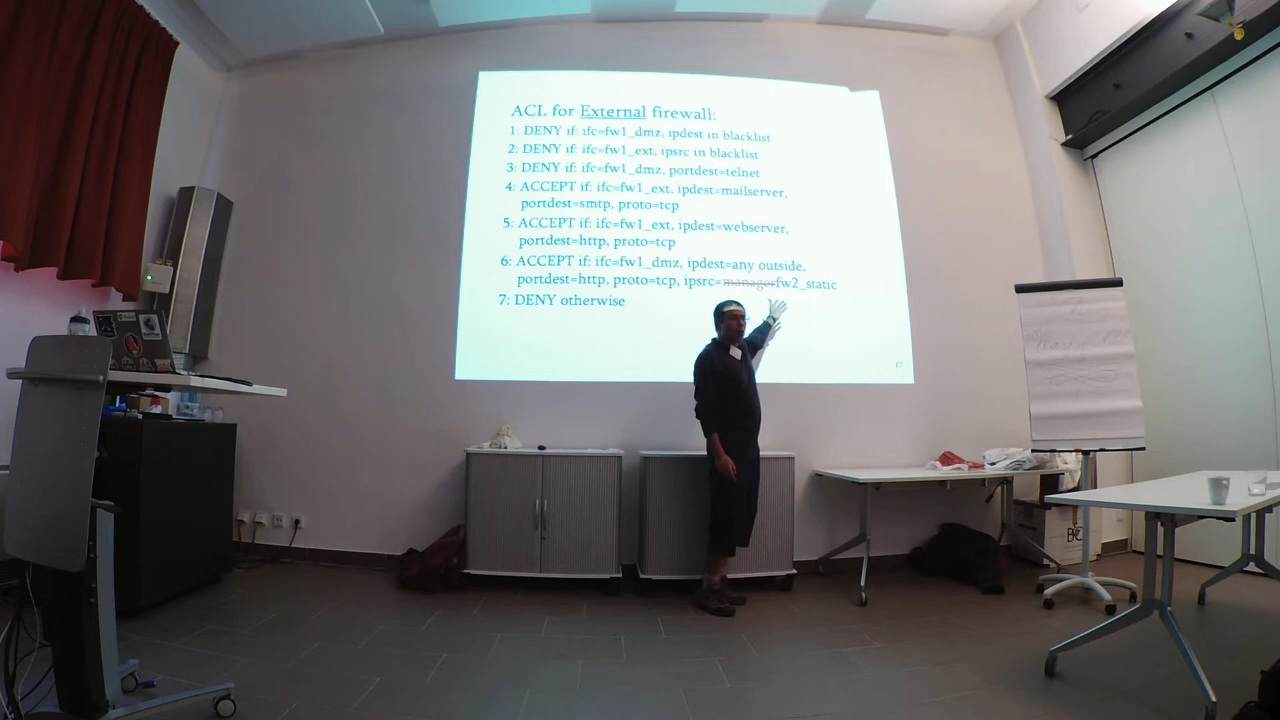 ACL for External firewall:
1: DENY if: ifc=fw1_dmz, ipdest in blacklist
2: DENY if: ifc=fw1_ext, ipsrc in blacklist
3: DENY if: ifc=fw1_dmz, portdest=telnet
4: ACCEPT if: ifc=fw1_ext, ipdest=mailserver,
portdest=smtp, proto=tcp
5: ACCEPT if: ifc=fw1_ext, ipdest=webserver,
portdest=http, proto=tcp
6: ACCEPT if: ifc=fw1_dmz, ipdest=any outside,
portdest=http, proto=tcp, ipsrc=managerfw2_static
7: DENY otherwise